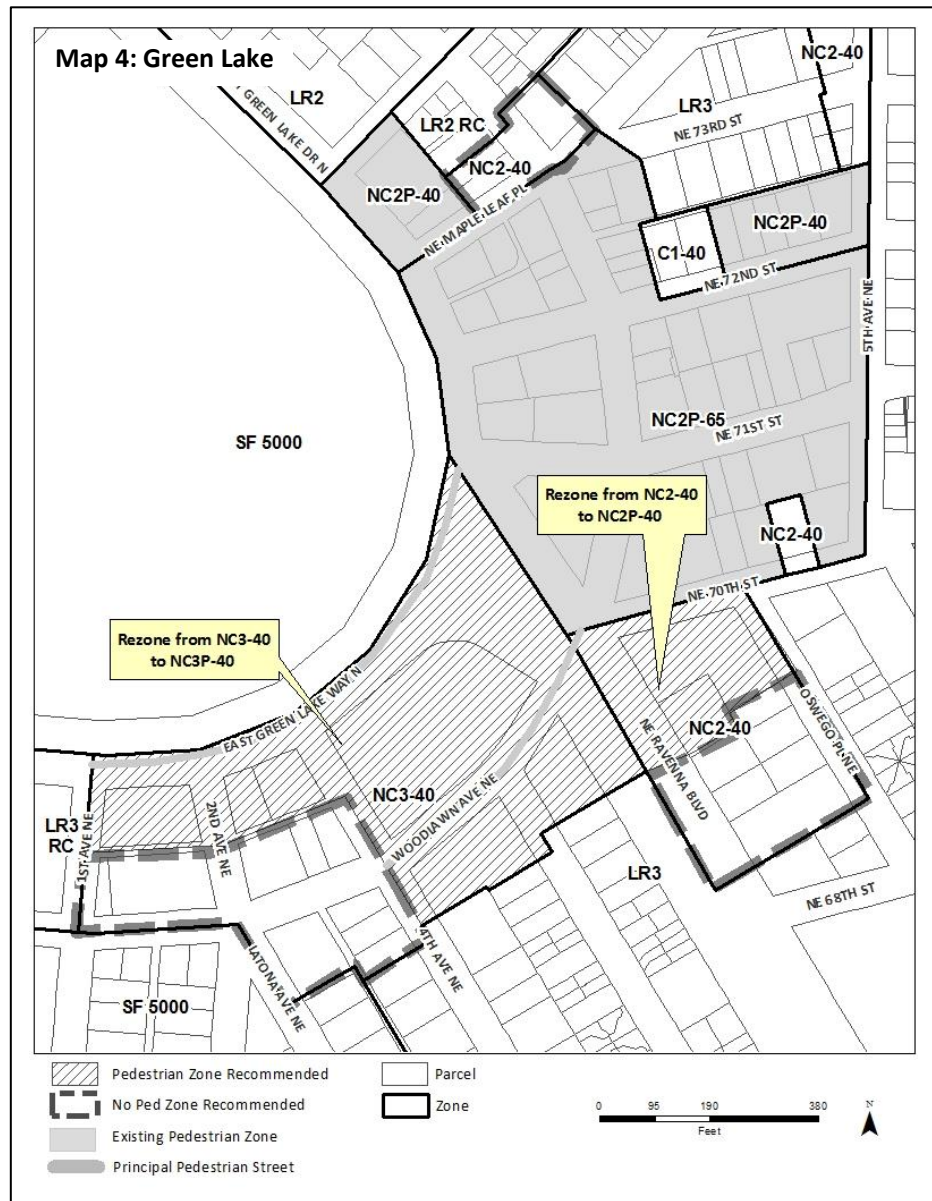 Map 4: Green Lake
NC2-40
LR2
GREEN LAKE DR N
LR2 RC
LR3
NE 73RD ST
NC2-40
NC2P-40
NE MAPLE LEAF PL
NC2P-40
C1-40
NE 72ND ST
5TH AVE NE
SF 5000
NC2P-65
NE 71ST ST
Rezone from NC2-40
to NC2P-40
NC2-40
NE 70TH ST
Rezone from NC3-40
to NC3P-40
EAST GREEN LAKE WAY N
NC2-40
OSWEGO PL NE
NE RAVENNA BLVD
NC3-40
WOODLAWN AVE NE
2ND AVE NE
LR3
RC
1ST AVE NE
LR3
NE 68TH ST
4TH AVE NE
LATONA AVE NE
SF 5000
Pedestrian Zone Recommended
Parcel
No Ped Zone Recommended
Zone
Existing Pedestrian Zone
Principal Pedestrian Street
0 95 190 380
Feet
N